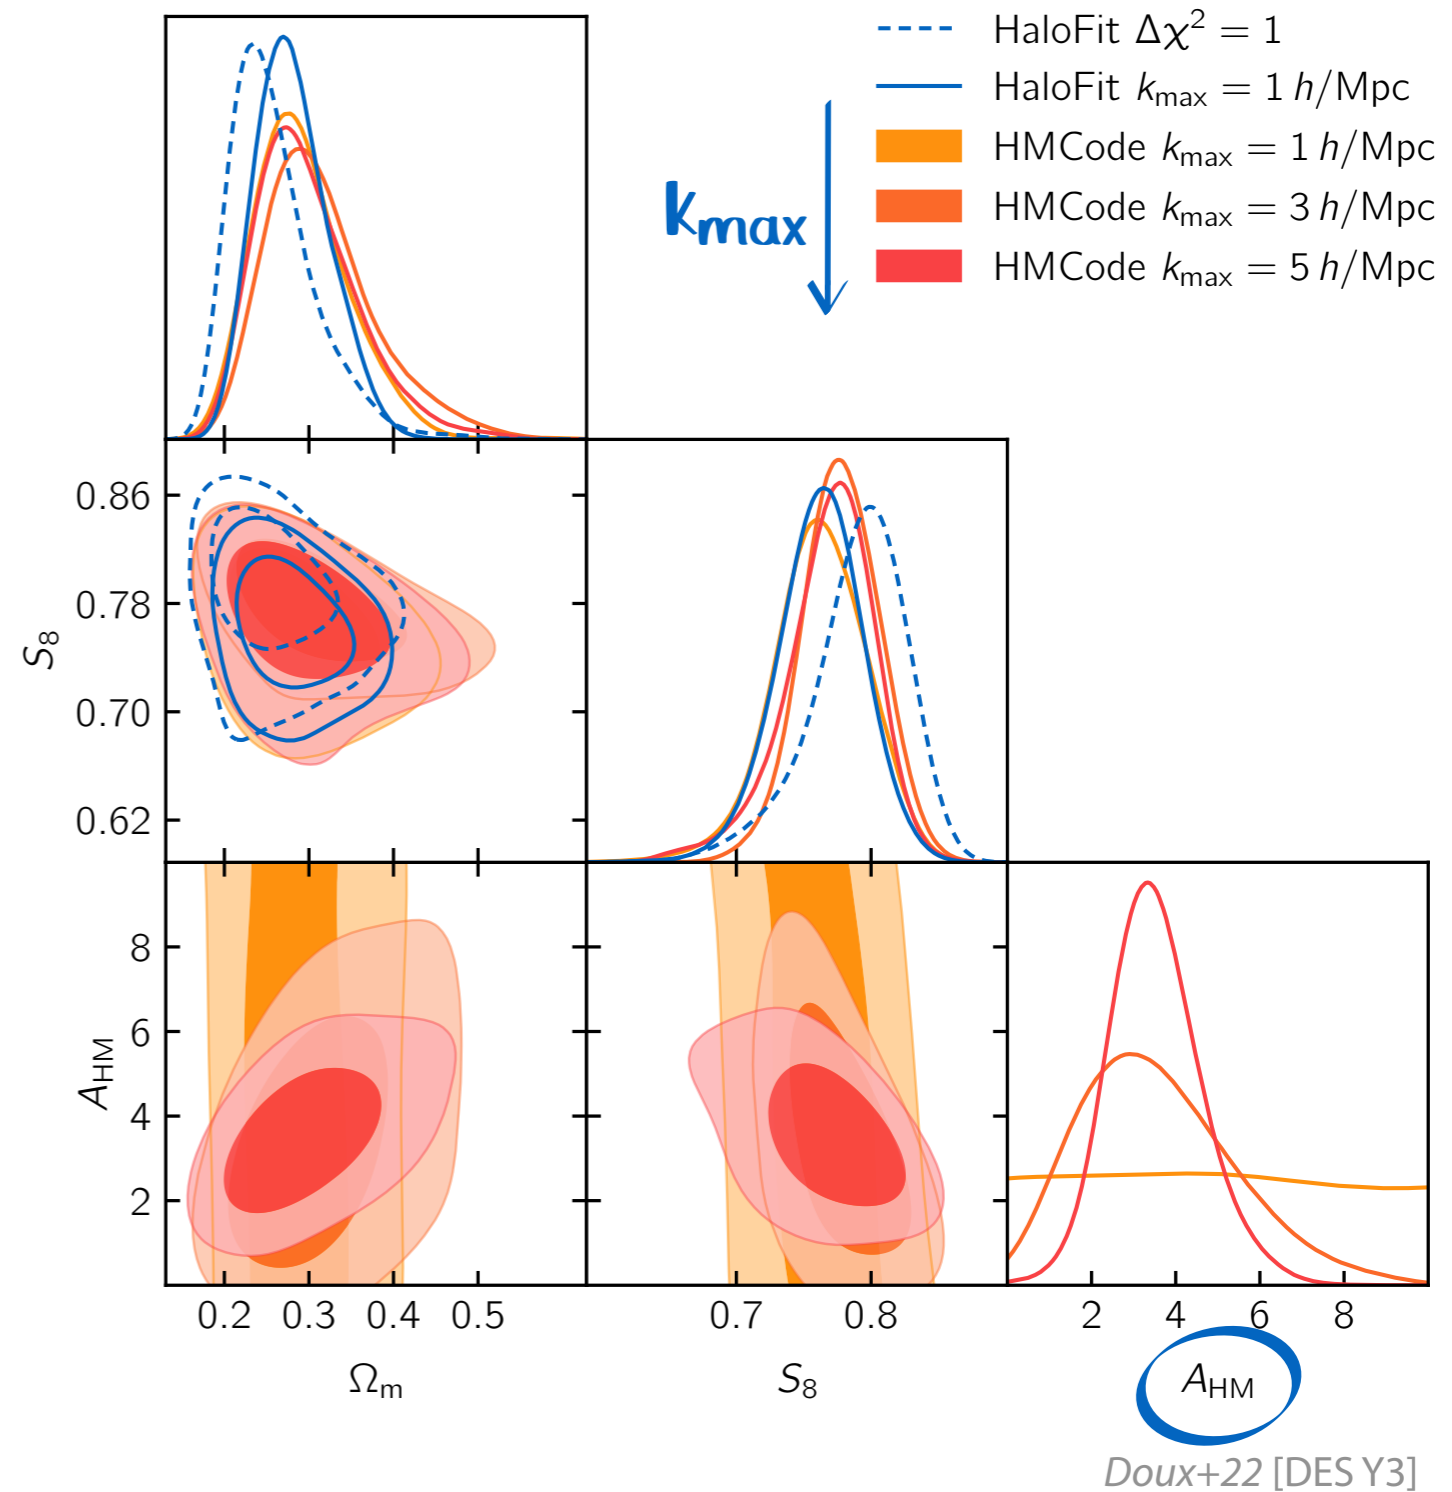 HaloFit Δχ² = 1
HaloFit kmax = 1 h/Mpc
HMCode kmax = 1 h/Mpc
HMCode kmax = 3 h/Mpc
HMCode kmax = 5 h/Mpc
kmax
0.86
0.78
0.70
0.62
S8
8
6
4
2
AHM
0.2 0.3 0.4 0.5
0.7 0.8
2 4 6 8
Ωm
S8
AHM
Doux+22 [DES Y3]